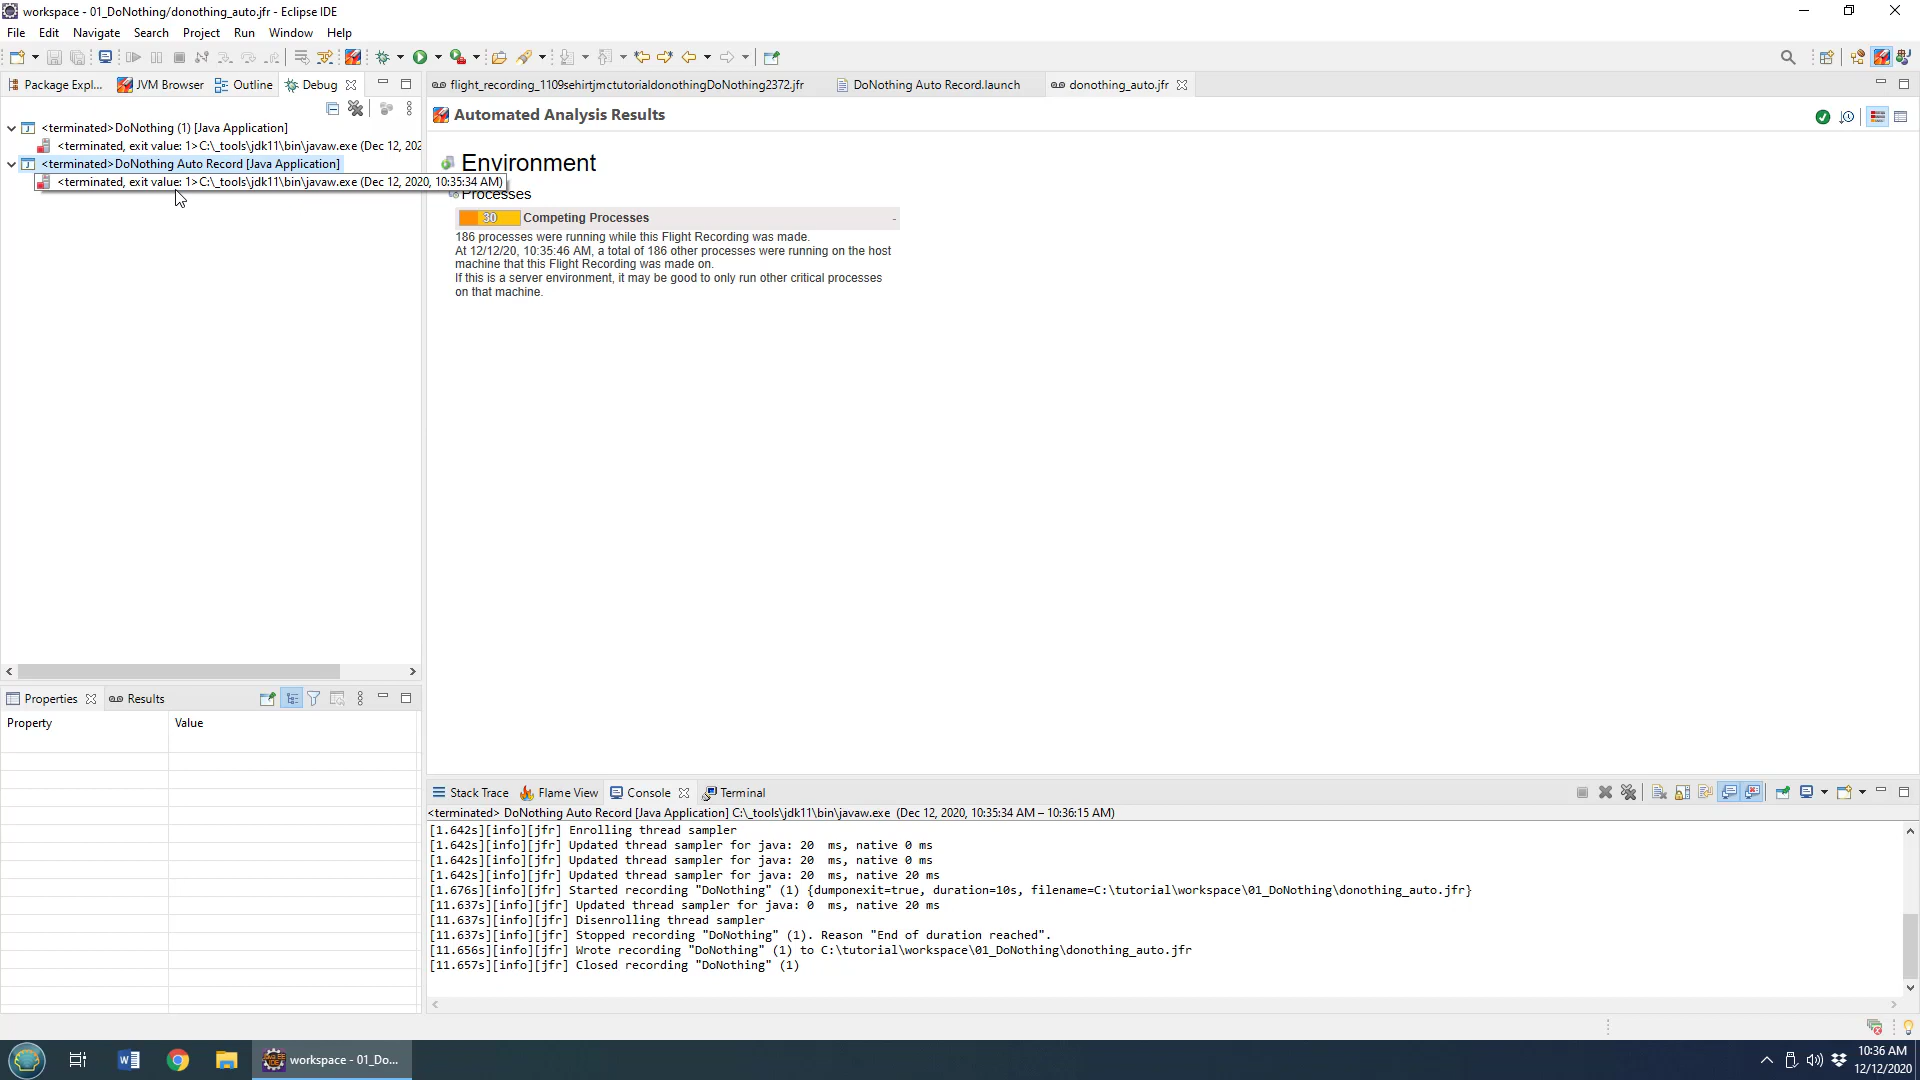 workspace - 01_DoNothing/donothing_auto.jfr - Eclipse IDE
File Edit Navigate Search Project Run Window Help
Package Expl... JVM Browser Outline Debug
flight_recording_1109sehirtjmctutorialdonothingDoNothing2372.jfr DoNothing Auto Record.launch donothing_auto.jfr
<terminated>DoNothing (1) [Java Application]
<terminated, exit value: 1>C:\_tools\jdk11\bin\javaw.exe (Dec 12, 202
<terminated>DoNothing Auto Record [Java Application]
<terminated, exit value: 1>C:\_tools\jdk11\bin\javaw.exe (Dec 12, 2020, 10:35:34 AM)
Automated Analysis Results
Environment
Processes
30 Competing Processes -
186 processes were running while this Flight Recording was made.
At 12/12/20, 10:35:46 AM, a total of 186 other processes were running on the host
machine that this Flight Recording was made on.
If this is a server environment, it may be good to only run other critical processes
on that machine.
Properties Results
Property Value
Stack Trace Flame View Console Terminal
<terminated> DoNothing Auto Record [Java Application] C:\_tools\jdk11\bin\javaw.exe (Dec 12, 2020, 10:35:34 AM – 10:36:15 AM)
[1.642s][info][jfr] Enrolling thread sampler
[1.642s][info][jfr] Updated thread sampler for java: 20 ms, native 0 ms
[1.642s][info][jfr] Updated thread sampler for java: 20 ms, native 0 ms
[1.642s][info][jfr] Updated thread sampler for java: 20 ms, native 20 ms
[1.676s][info][jfr] Started recording "DoNothing" (1) {dumponexit=true, duration=10s, filename=C:\tutorial\workspace\01_DoNothing\donothing_auto.jfr}
[11.637s][info][jfr] Updated thread sampler for java: 0 ms, native 20 ms
[11.637s][info][jfr] Disenrolling thread sampler
[11.637s][info][jfr] Stopped recording "DoNothing" (1). Reason "End of duration reached".
[11.656s][info][jfr] Wrote recording "DoNothing" (1) to C:\tutorial\workspace\01_DoNothing\donothing_auto.jfr
[11.657s][info][jfr] Closed recording "DoNothing" (1)
workspace - 01_Do...
10:36 AM
12/12/2020